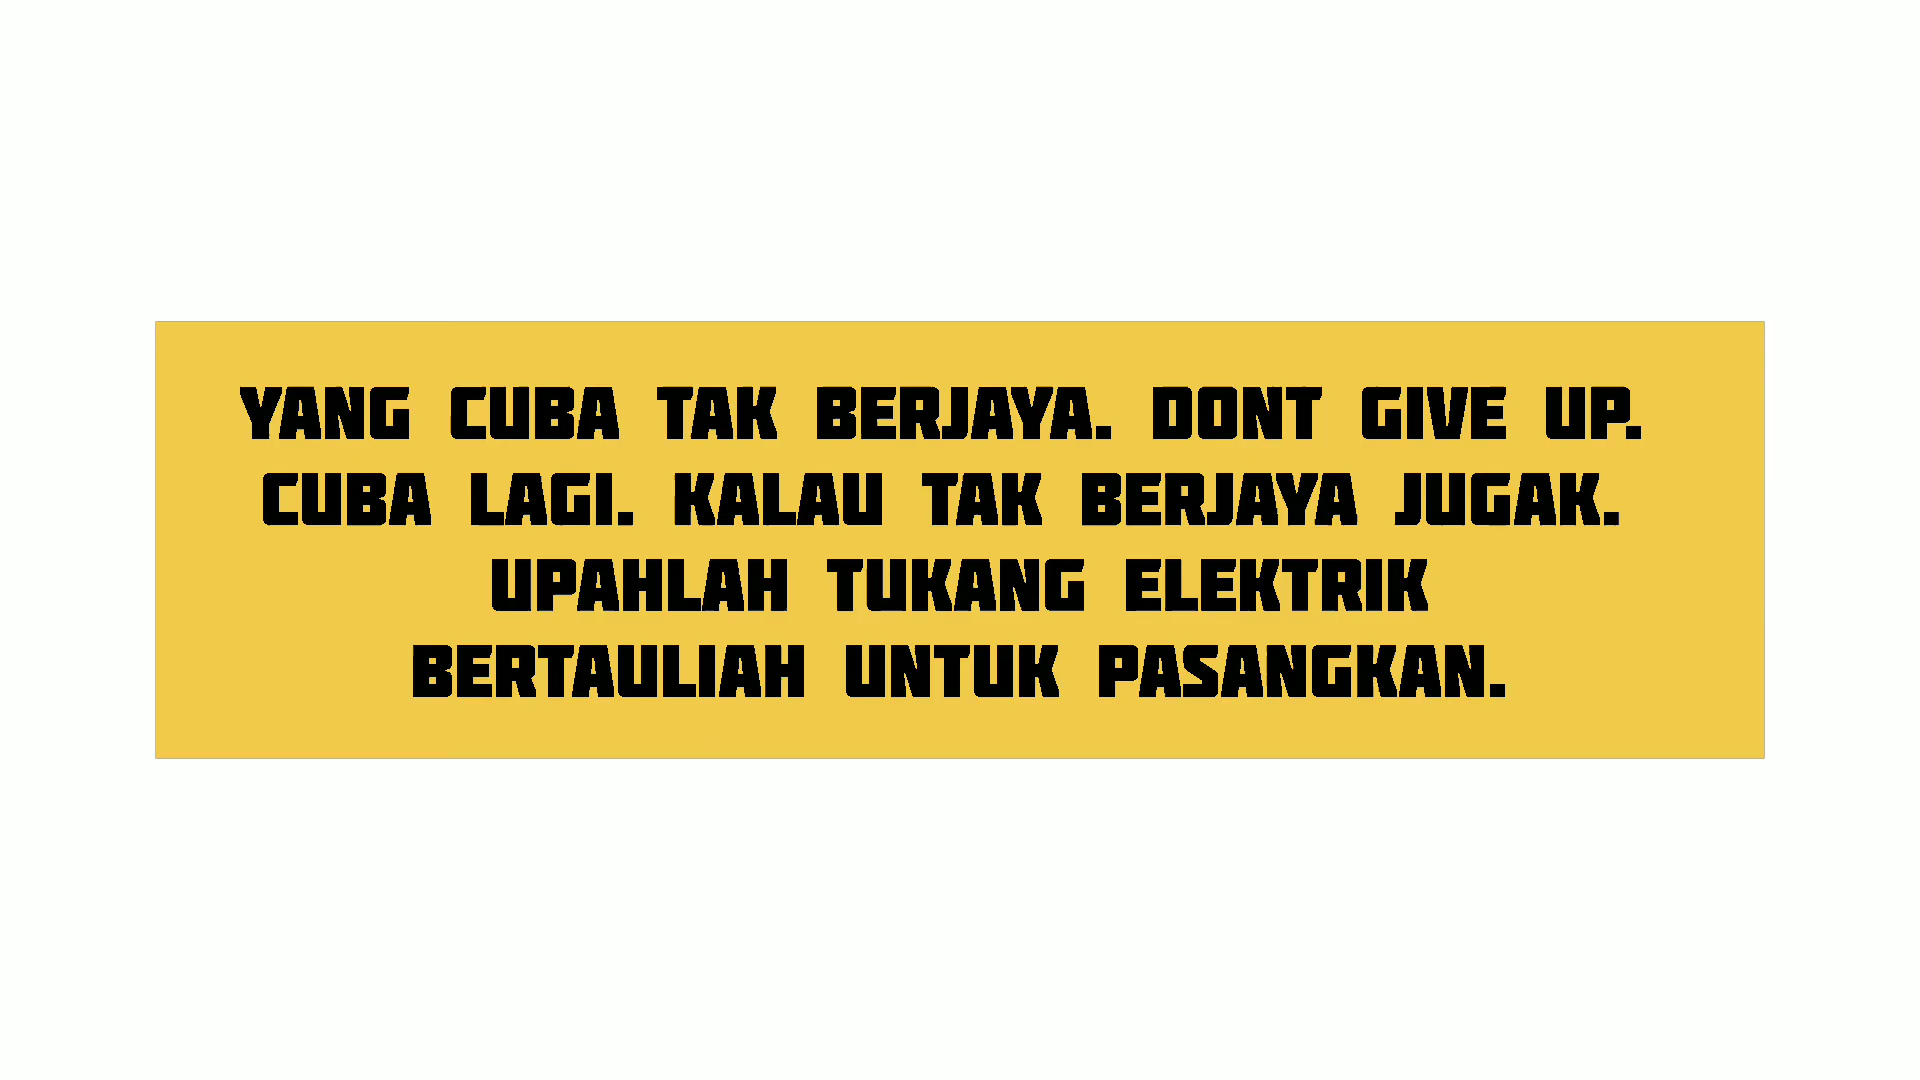 YANG CUBA TAK BERJAYA. DONT GIVE UP.
CUBA LAGI. KALAU TAK BERJAYA JUGAK.
UPAHLAH TUKANG ELEKTRIK
BERTAULIAH UNTUK PASANGKAN.